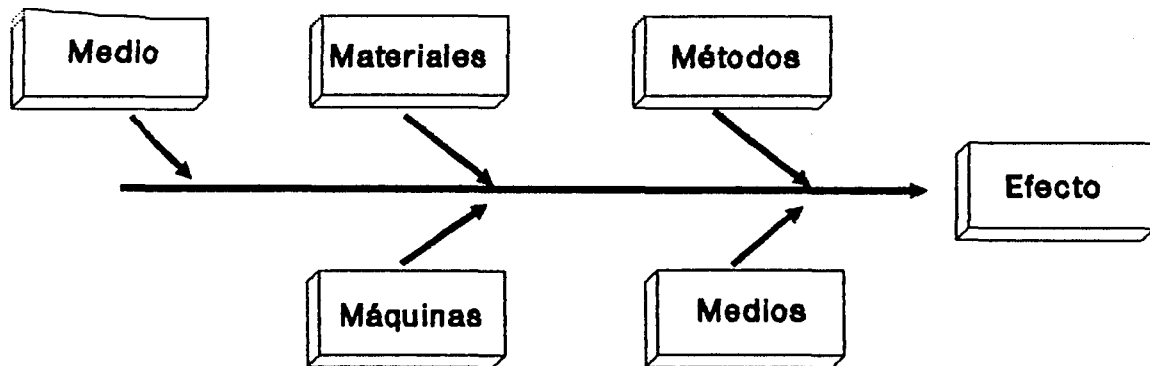 Medio
Materiales
Métodos
Efecto
Máquinas
Medios